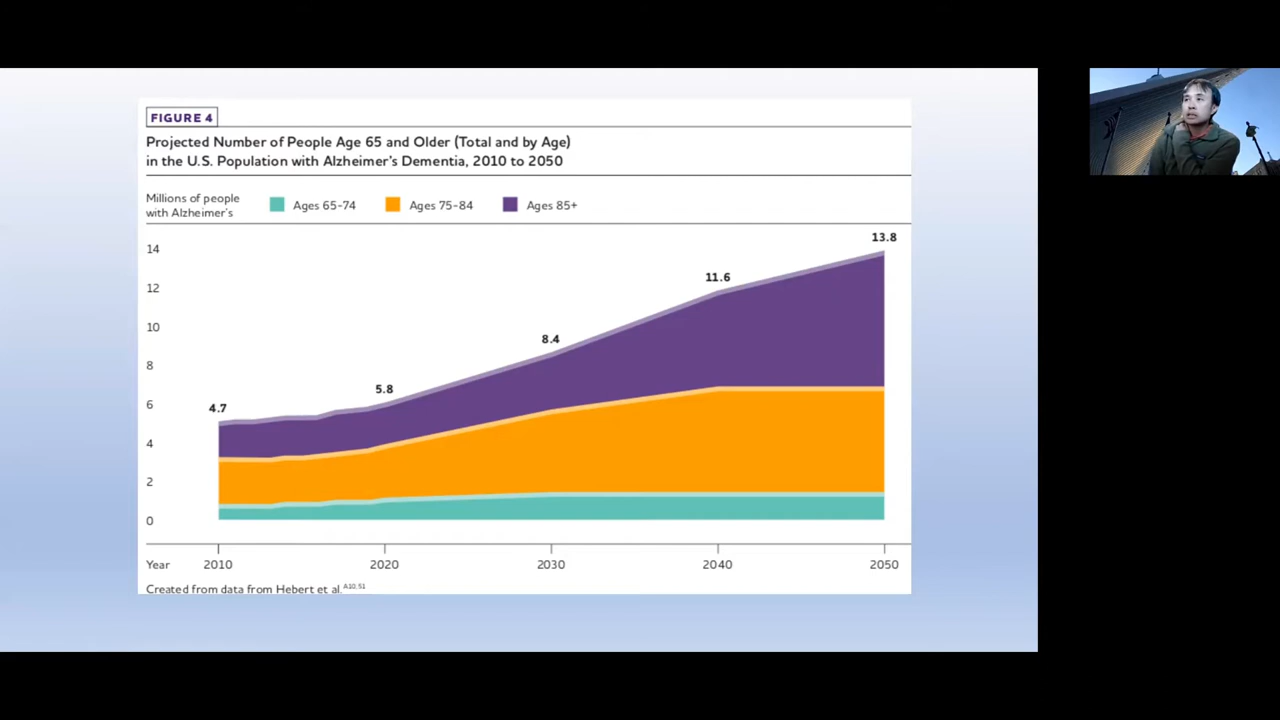 FIGURE 4
Projected Number of People Age 65 and Older (Total and by Age)
in the U.S. Population with Alzheimer's Dementia, 2010 to 2050
Millions of people
with Alzheimer's
Ages 65-74
Ages 75-84
Ages 85+
13.8
14
11.6
12
10
8.4
8
5.8
6
4.7
4
2
0
Year
2010
2020
2030
2040
2050
Created from data from Hebert et al.A10,51